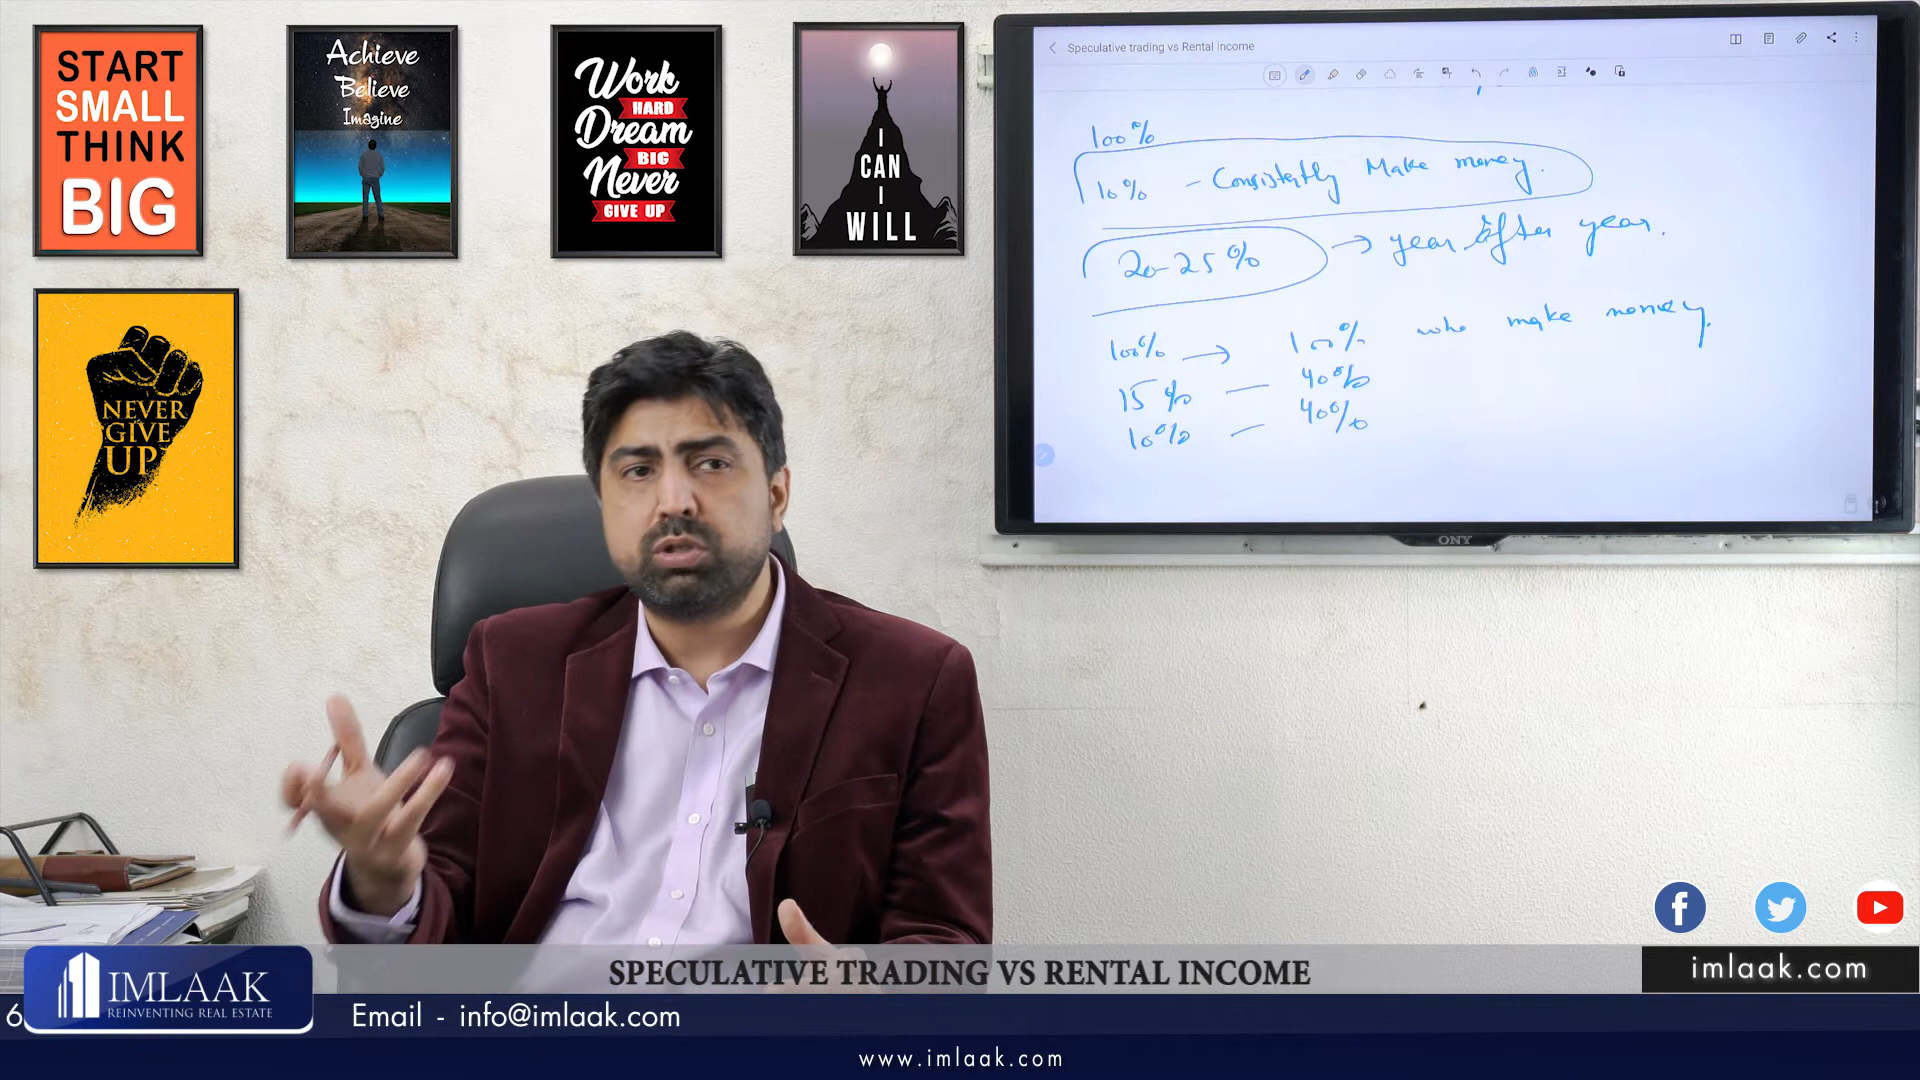 START
SMALL
THINK
BIG
Achieve
Believe
Imagine
Work
HARD
Dream
BIG
Never
GIVE UP
I
CAN
I
WILL
NEVER
GIVE
UP
Speculative trading vs Rental income
100%
10% - Consistently Make money.
20-25% → year after year.
100% → 100% who make money.
15% — 40%
10% — 40%
ONY
IMLAAK
REINVENTING REAL ESTATE
SPECULATIVE TRADING VS RENTAL INCOME
imlaak.com
6
Email - info@imlaak.com
www.imlaak.com